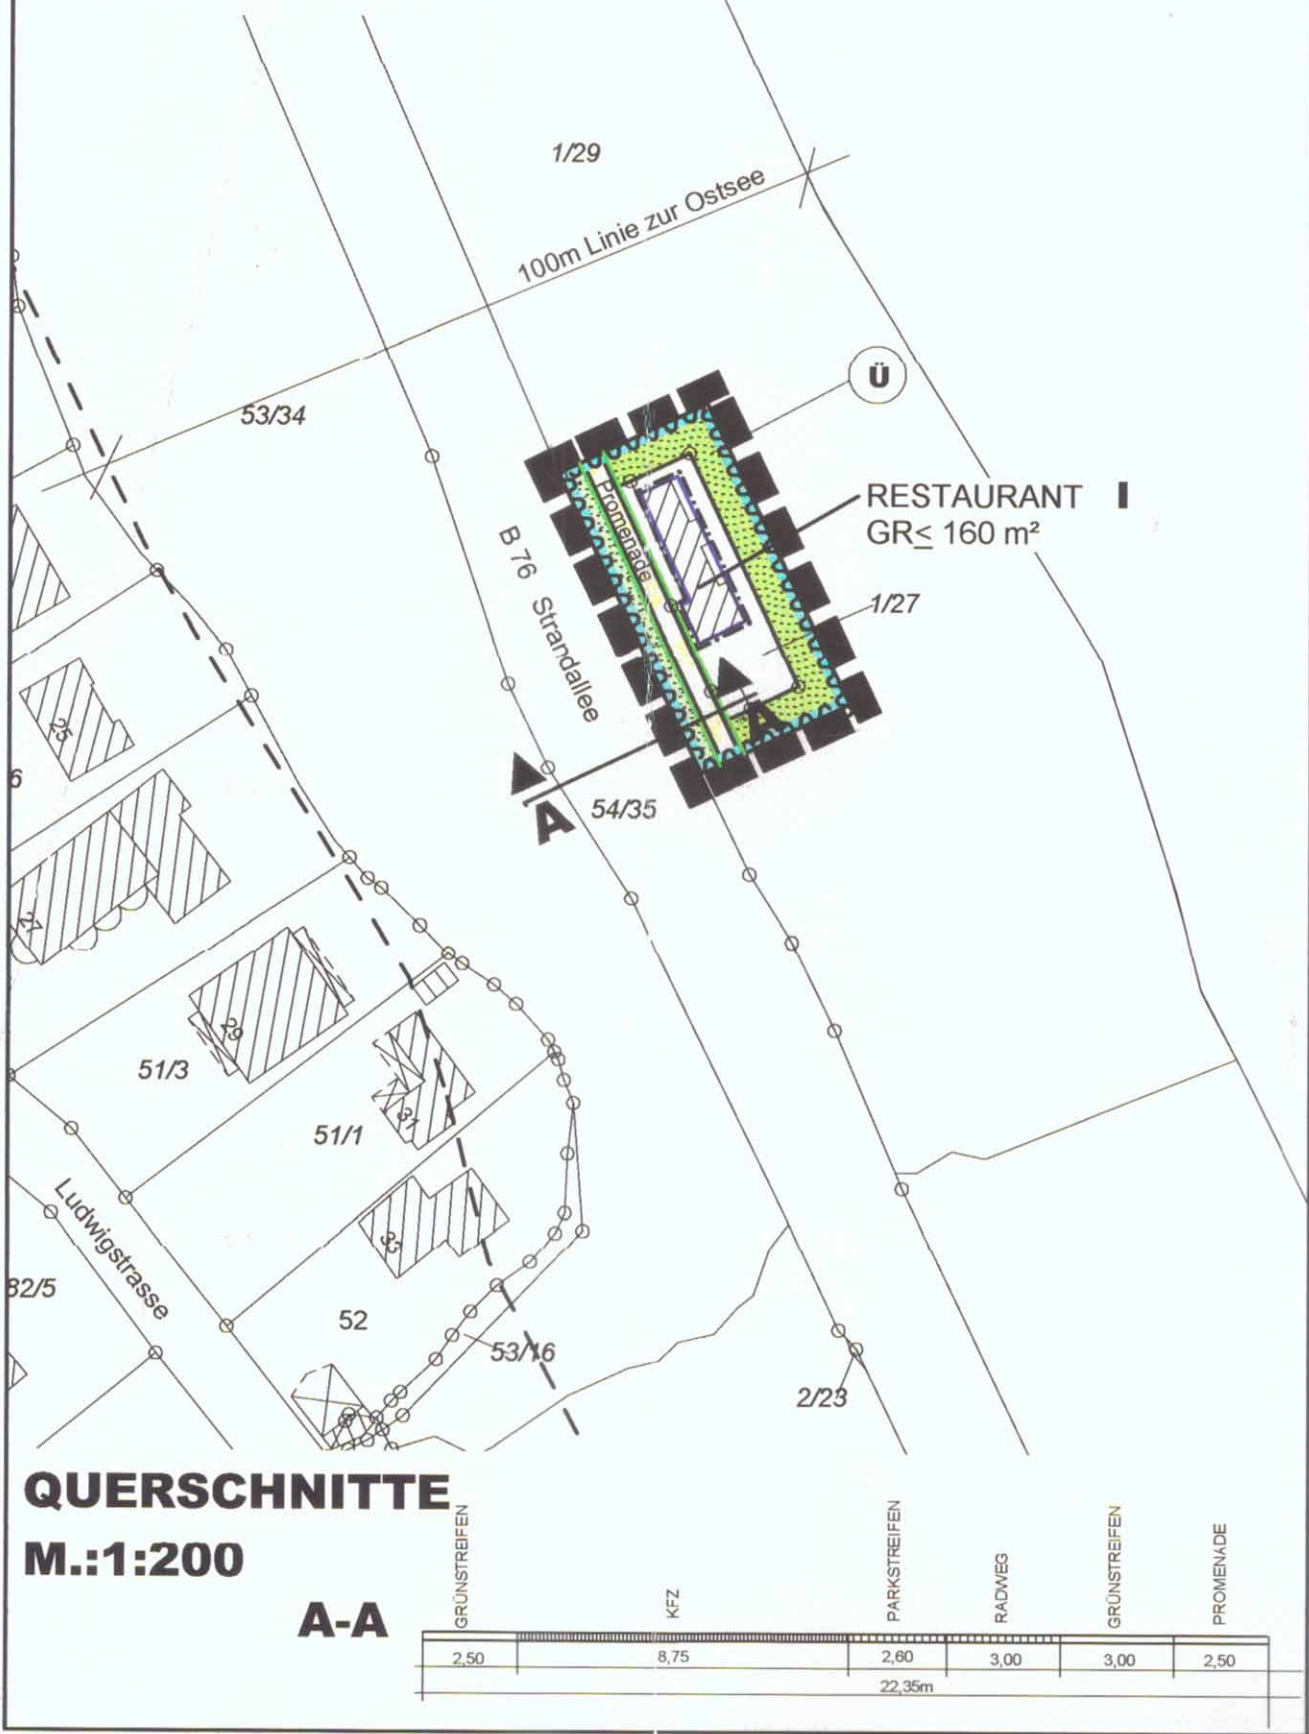 1/29
100m Linie zur Ostsee
Ü
53/34
RESTAURANT I
GR≤ 160 m²
Promenade
B 76 Strandallee
1/27
25
6
A
A
54/35
27
29
51/3
31
51/1
Ludwigstrasse
33
82/5
52
53/16
2/23
QUERSCHNITTE
M.:1:200
A-A
GRÜNSTREIFEN
KFZ
PARKSTREIFEN
RADWEG
GRÜNSTREIFEN
PROMENADE
2,50 8,75 2,60 3,00 3,00 2,50
22,35m